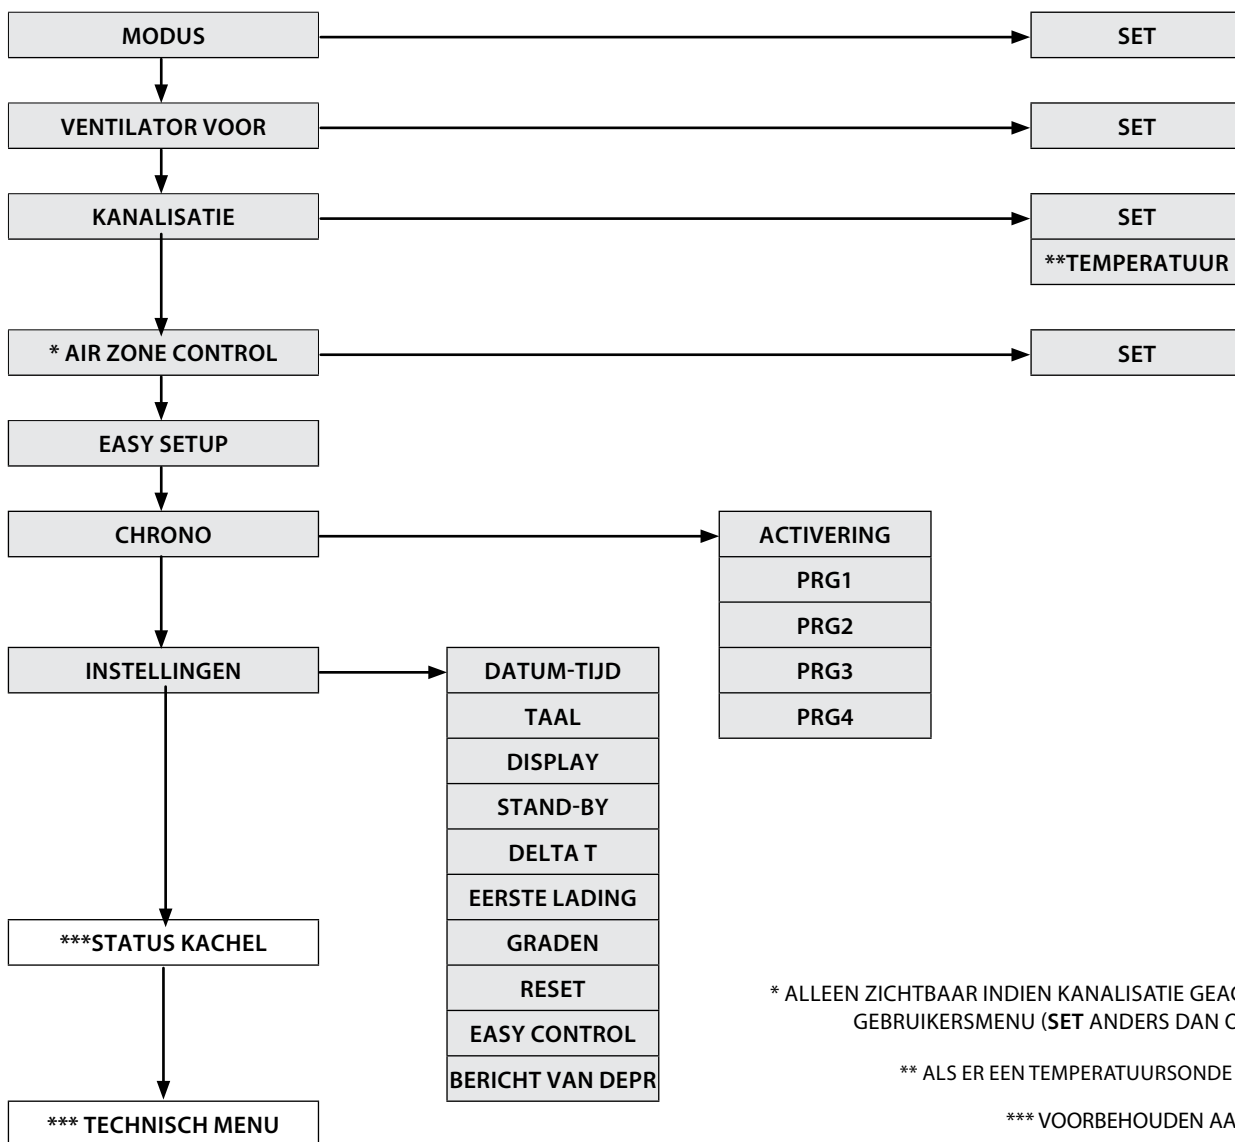 MODUS
SET
VENTILATOR VOOR
SET
KANALISATIE
SET
**TEMPERATUUR
* AIR ZONE CONTROL
SET
EASY SETUP
CHRONO
ACTIVERING
PRG1
PRG2
PRG3
PRG4
INSTELLINGEN
DATUM-TIJD
TAAL
DISPLAY
STAND-BY
DELTA T
EERSTE LADING
GRADEN
RESET
EASY CONTROL
BERICHT VAN DEPR
***STATUS KACHEL
*** TECHNISCH MENU
* ALLEEN ZICHTBAAR INDIEN KANALISATIE
GEBRUIKERSMENU (SET ANDERS DAN
** ALS ER EEN TEMPERATUURSONDE
*** VOORBEHOUDEN